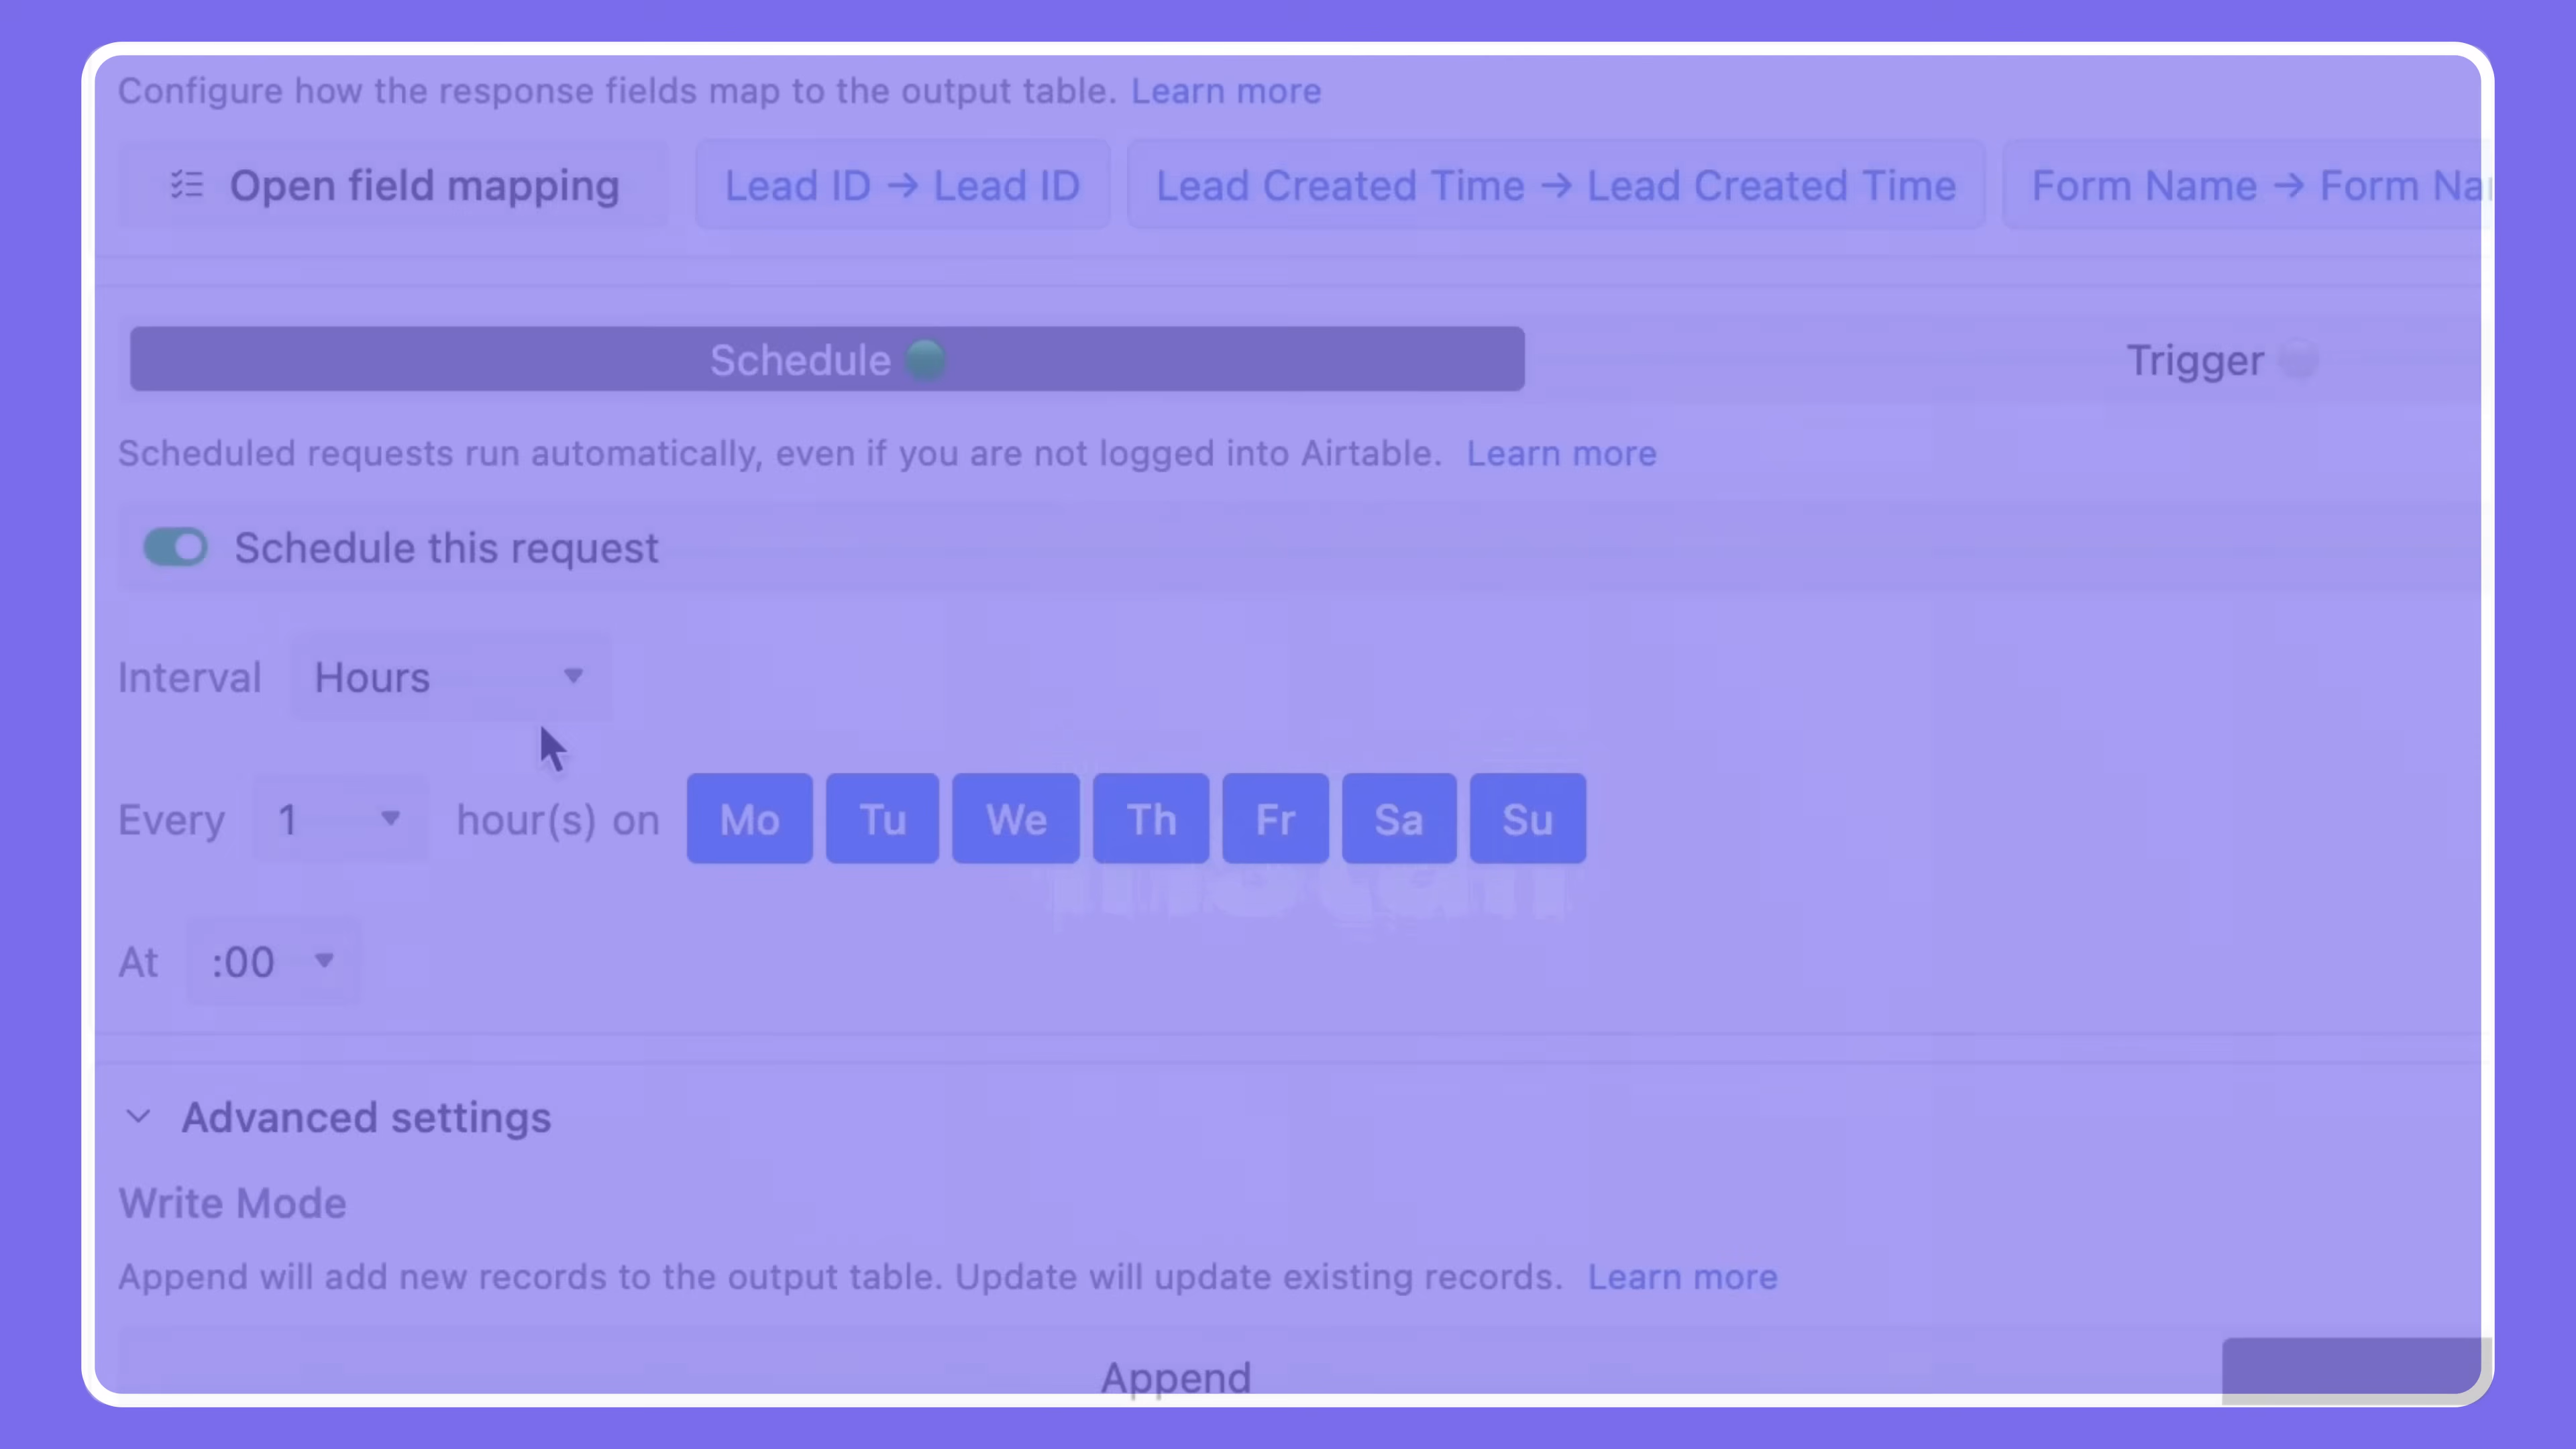 Configure how the response fields map to the output table. Learn more
Open field mapping Lead ID → Lead ID Lead Created Time → Lead Created Time Form Name → Form Na
Schedule Trigger
Scheduled requests run automatically, even if you are not logged into Airtable. Learn more
Schedule this request
Interval Hours
Every 1 hour(s) on Mo Tu We Th Fr Sa Su
At :00
Advanced settings
Write Mode
Append will add new records to the output table. Update will update existing records. Learn more
Append